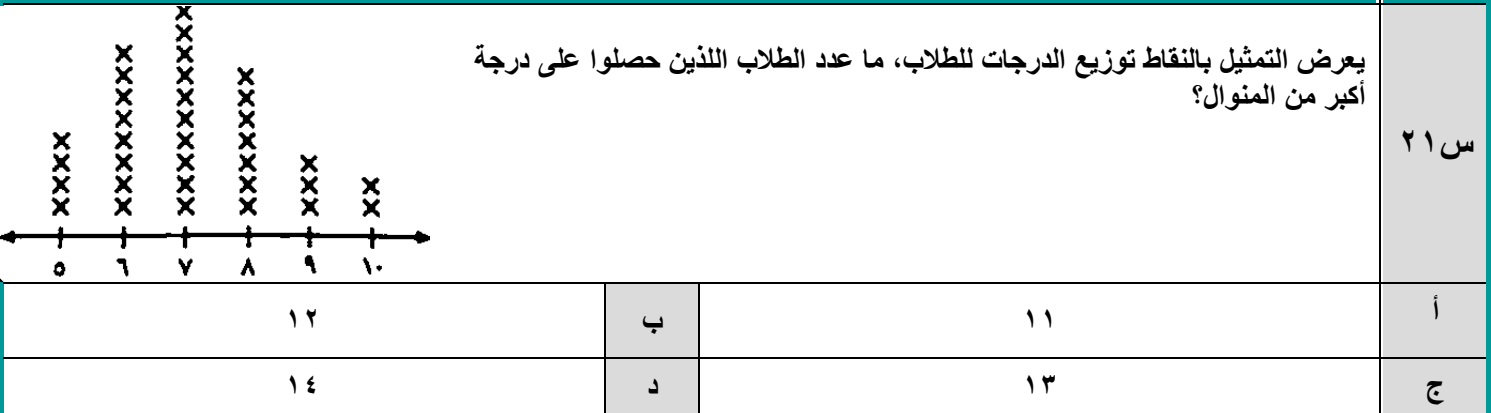 س٢١
يعرض التمثيل بالنقاط توزيع الدرجات للطلاب، ما عدد الطلاب اللذين حصلوا على درجة
أكبر من المنوال؟
٥ ٦ ٧ ٨ ٩ ١٠
أ ١١ ب ١٢
ج ١٣ د ١٤